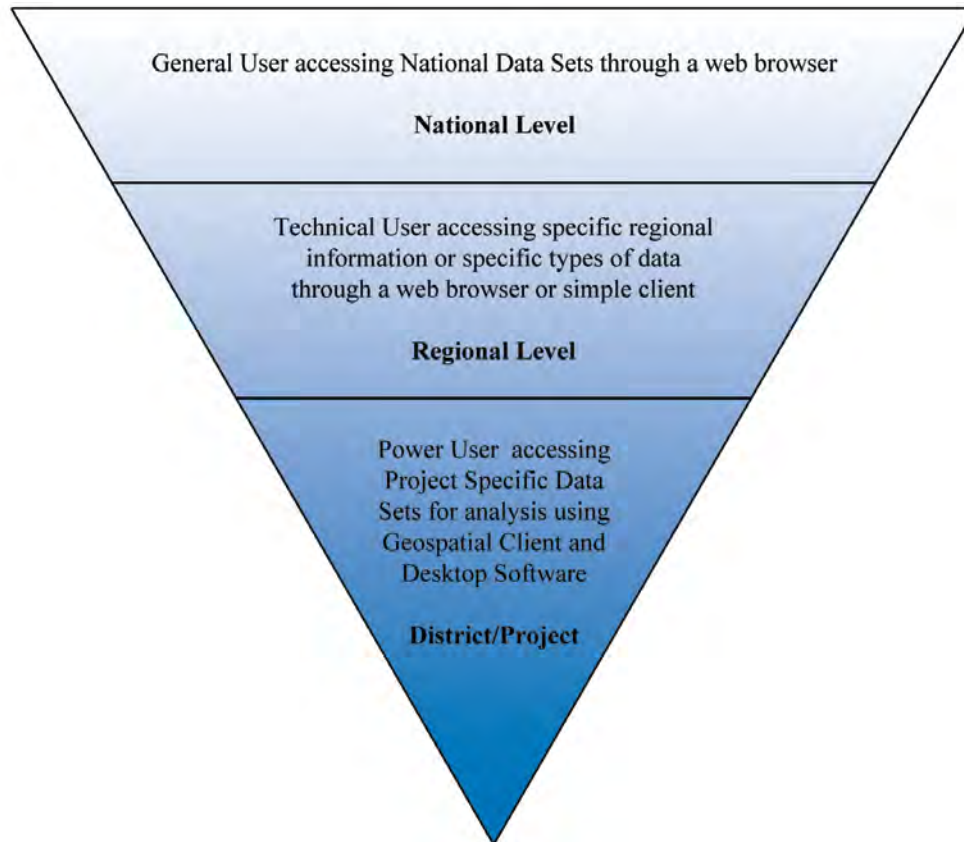 General User accessing National Data Sets through a web browser
National Level
Technical User accessing specific regional
information or specific types of data
through a web browser or simple client
Regional Level
Power User accessing
Project Specific Data
Sets for analysis using
Geospatial Client and
Desktop Software
District/Project